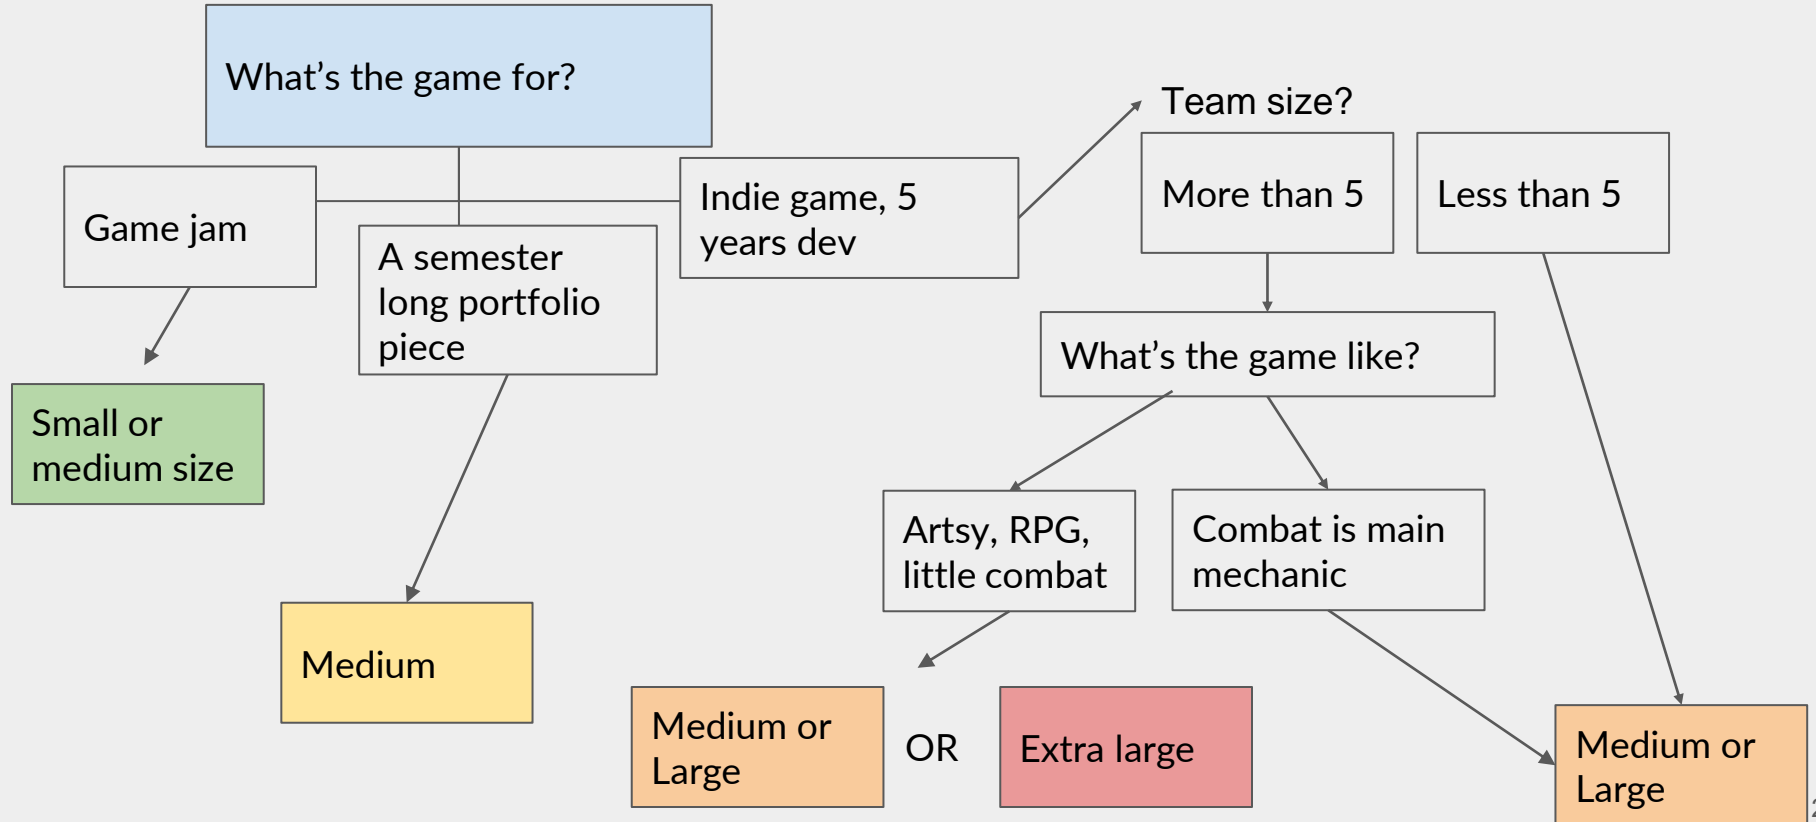 What's the game for?
Team size?
Game jam
A semester
long portfolio
piece
Indie game, 5
years dev
More than 5
Less than 5
What's the game like?
Small or
medium size
Artsy, RPG,
little combat
Combat is main
mechanic
Medium
Medium or
Large
OR
Extra large
Medium or
Large